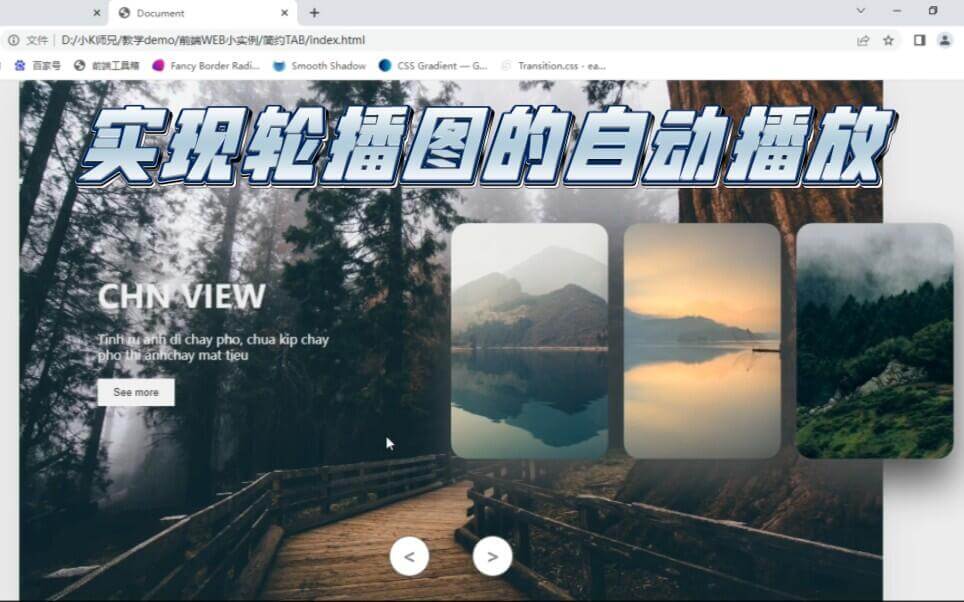 Document
文件 D:/小K师兄/教学demo/前端WEB小实例/简约TAB/index.html
百家号 前端工具箱 Fancy Border Radi... Smooth Shadow CSS Gradient — G... Transition.css - ea...
实现轮播图的自动播放
CHN VIEW
Tinh ru anh di chay pho, chua kip chay
pho thi annchay mat tjeu
See more
< >